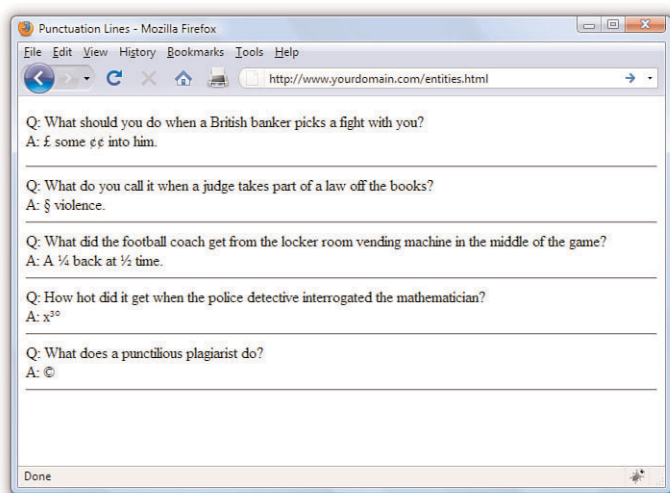 Punctuation Lines - Mozilla Firefox
File Edit View History Bookmarks Tools Help
http://www.yourdomain.com/entities.html
Q: What should you do when a British banker picks a fight with you?
A: £ some ¢¢ into him.
Q: What do you call it when a judge takes part of a law off the books?
A: § violence.
Q: What did the football coach get from the locker room vending machine in the middle of the game?
A: A ¼ back at ½ time.
Q: How hot did it get when the police detective interrogated the mathematician?
A: x³°
Q: What does a punctilious plagiarist do?
A: ©
Done